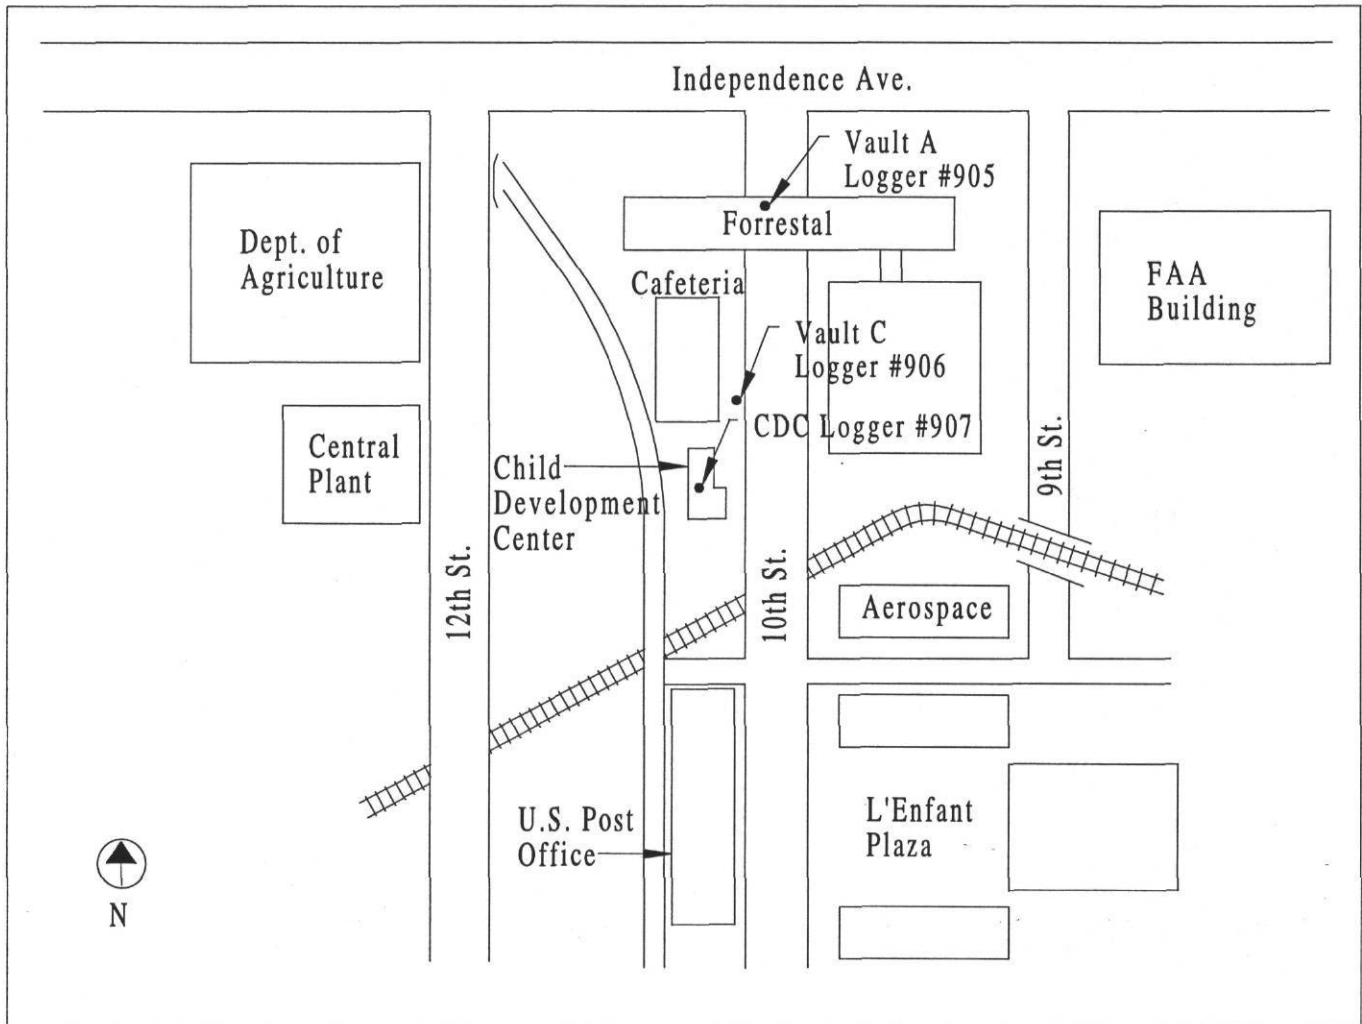 Independence Ave.
Vault A
Logger #905
Forrestal
Dept. of
Agriculture
Cafeteria
FAA
Building
Vault C
Logger #906
CDC Logger #907
Central
Plant
Child
Development
Center
9th St.
12th St.
10th St.
Aerospace
U.S. Post
Office
L'Enfant
Plaza
N